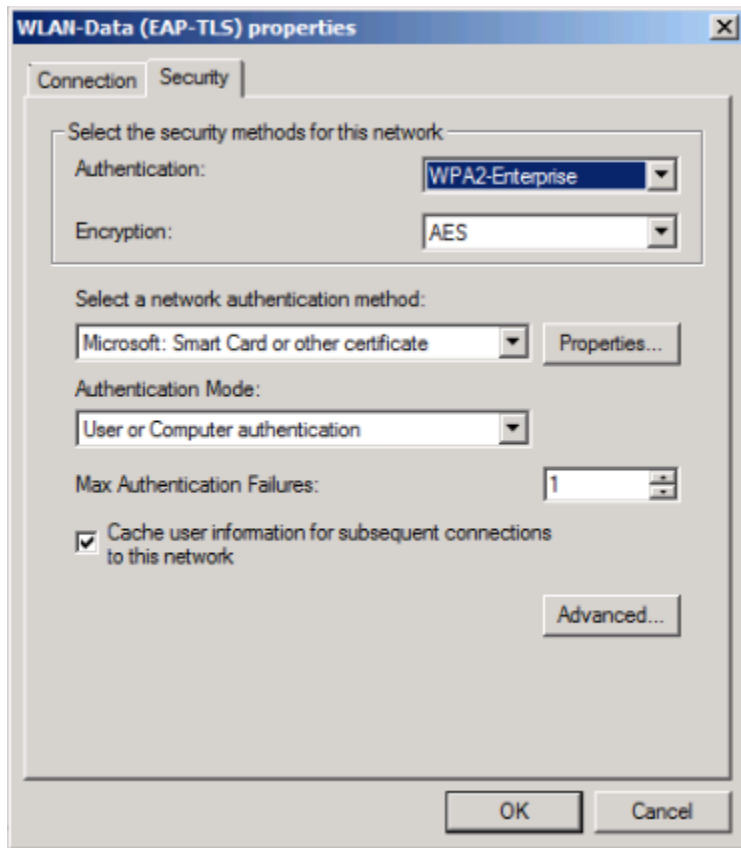 WLAN-Data (EAP-TLS) properties
Connection
Security
Select the security methods for this network
Authentication:
WPA2-Enterprise
Encryption:
AES
Select a network authentication method:
Microsoft: Smart Card or other certificate
Properties...
Authentication Mode:
User or Computer authentication
Max Authentication Failures:
1
Cache user information for subsequent connections
to this network
Advanced...
OK
Cancel